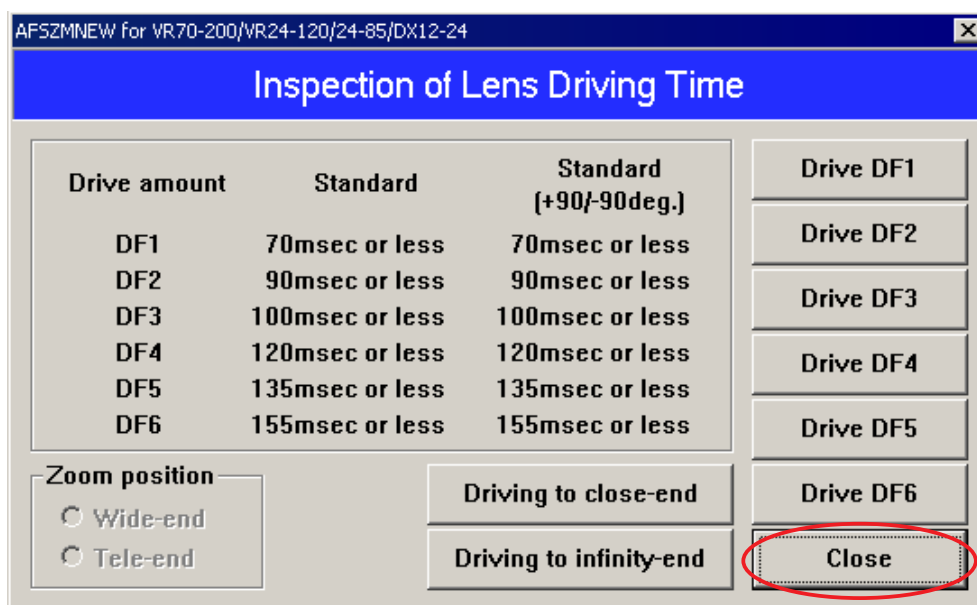 AFSZMNEW for VR70-200/VR24-120/24-85/DX12-24
Inspection of Lens Driving Time
Drive amount Standard Standard (+90/-90deg.)
DF1 70msec or less 70msec or less
DF2 90msec or less 90msec or less
DF3 100msec or less 100msec or less
DF4 120msec or less 120msec or less
DF5 135msec or less 135msec or less
DF6 155msec or less 155msec or less
Drive DF1
Drive DF2
Drive DF3
Drive DF4
Drive DF5
Drive DF6
Zoom position
Wide-end
Tele-end
Driving to close-end
Driving to infinity-end
Close